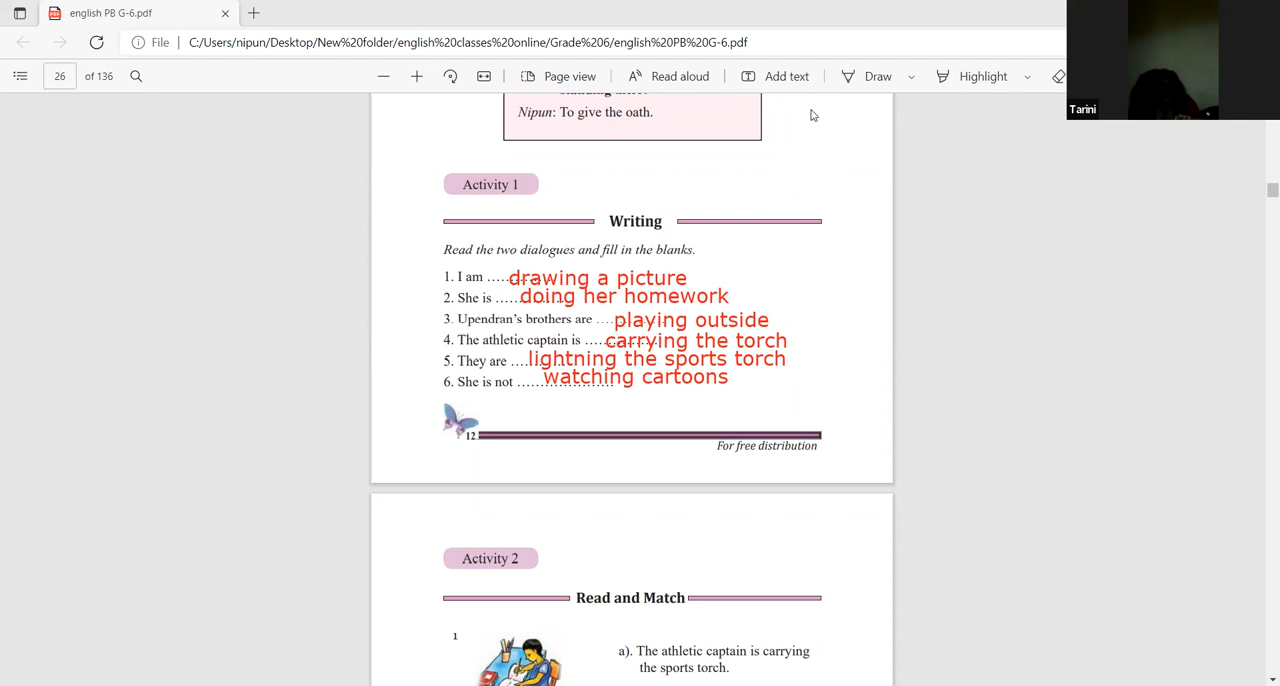 english PB G-6.pdf
File | C:/Users/nipun/Desktop/New%20folder/english%20classes%20online/Grade%206/english%20PB%20G-6.pdf
26 of 136 Page view Read aloud Add text Draw Highlight
Tarini
Nipun: To give the oath.
Activity 1
Writing
Read the two dialogues and fill in the blanks.
1. I am ...... drawing a picture
2. She is ...... doing her homework
3. Upendran's brothers are ...... playing outside
4. The athletic captain is ...... carrying the torch
5. They are ...... lightning the sports torch
6. She is not ...... watching cartoons
12
For free distribution
Activity 2
Read and Match
1
a). The athletic captain is carrying
the sports torch.